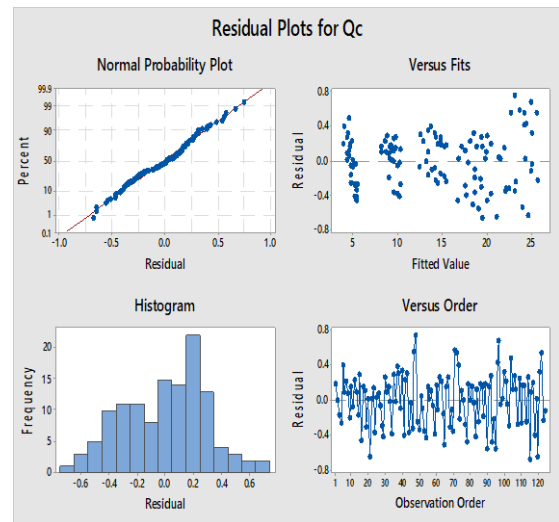 Residual Plots for Qc
Normal Probability Plot
99.9
99
90
50
10
1
0.1
Percent
-1.0 -0.5 0.0 0.5 1.0
Residual
Versus Fits
0.8
0.4
0.0
-0.4
-0.8
Residual
5 10 15 20 25
Fitted Value
Histogram
20
15
10
5
0
Frequency
-0.6 -0.4 -0.2 0.0 0.2 0.4 0.6
Residual
Versus Order
0.8
0.4
0.0
-0.4
-0.8
Residual
1 10 20 30 40 50 60 70 80 90 100 110 120
Observation Order